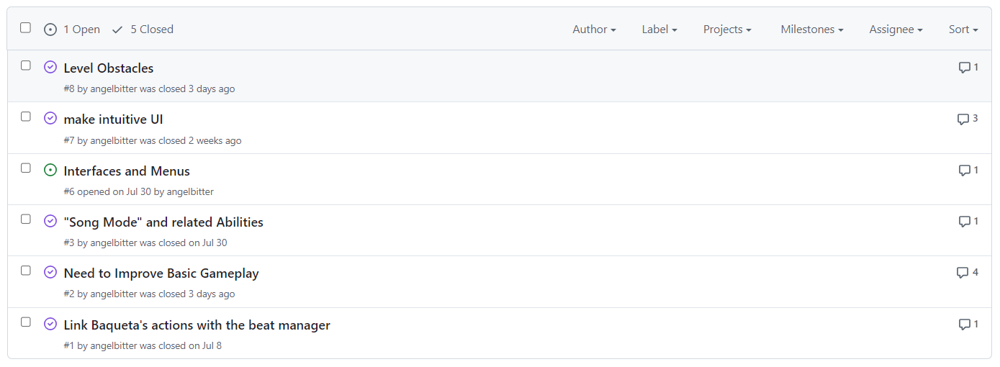 1 Open 5 Closed Author Label Projects Milestones Assignee Sort
Level Obstacles 1
#8 by angelbitter was closed 3 days ago
make intuitive UI 3
#7 by angelbitter was closed 2 weeks ago
Interfaces and Menus 1
#6 opened on Jul 30 by angelbitter
"Song Mode" and related Abilities 1
#3 by angelbitter was closed on Jul 30
Need to Improve Basic Gameplay 4
#2 by angelbitter was closed 3 days ago
Link Baqueta's actions with the beat manager 1
#1 by angelbitter was closed on Jul 8